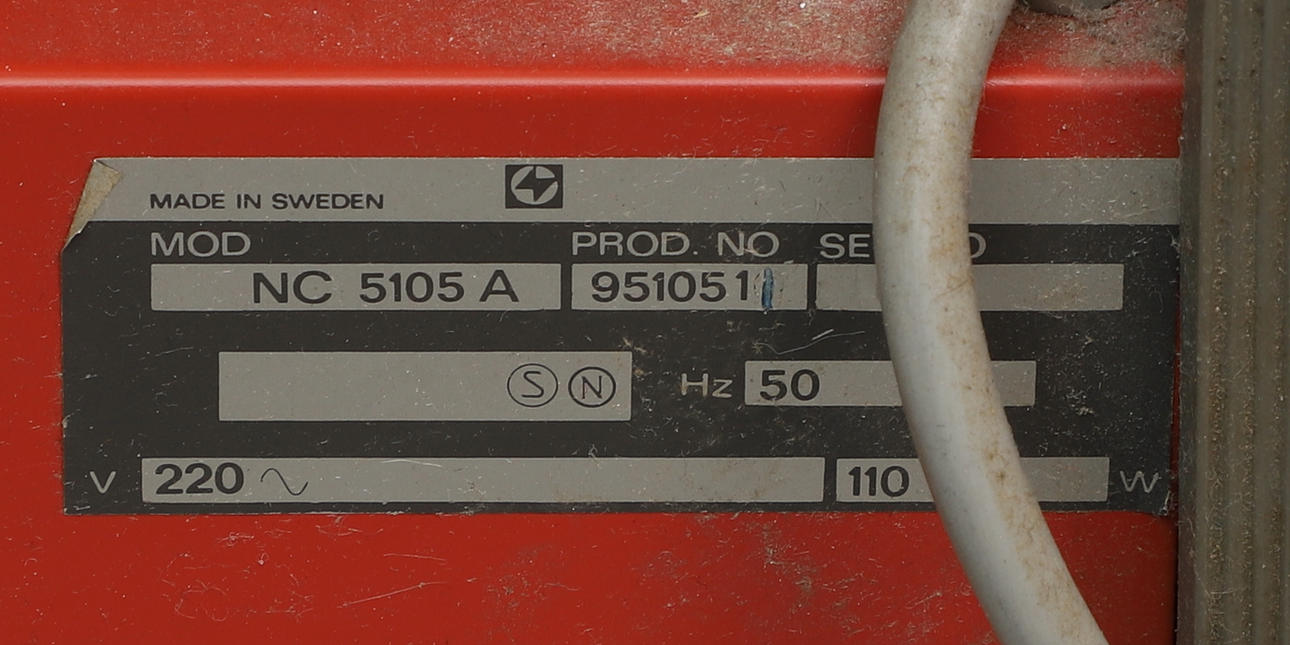 MADE IN SWEDEN
MOD PROD. NO
NC 5105 A 951051
S N Hz 50
V 220 110 W